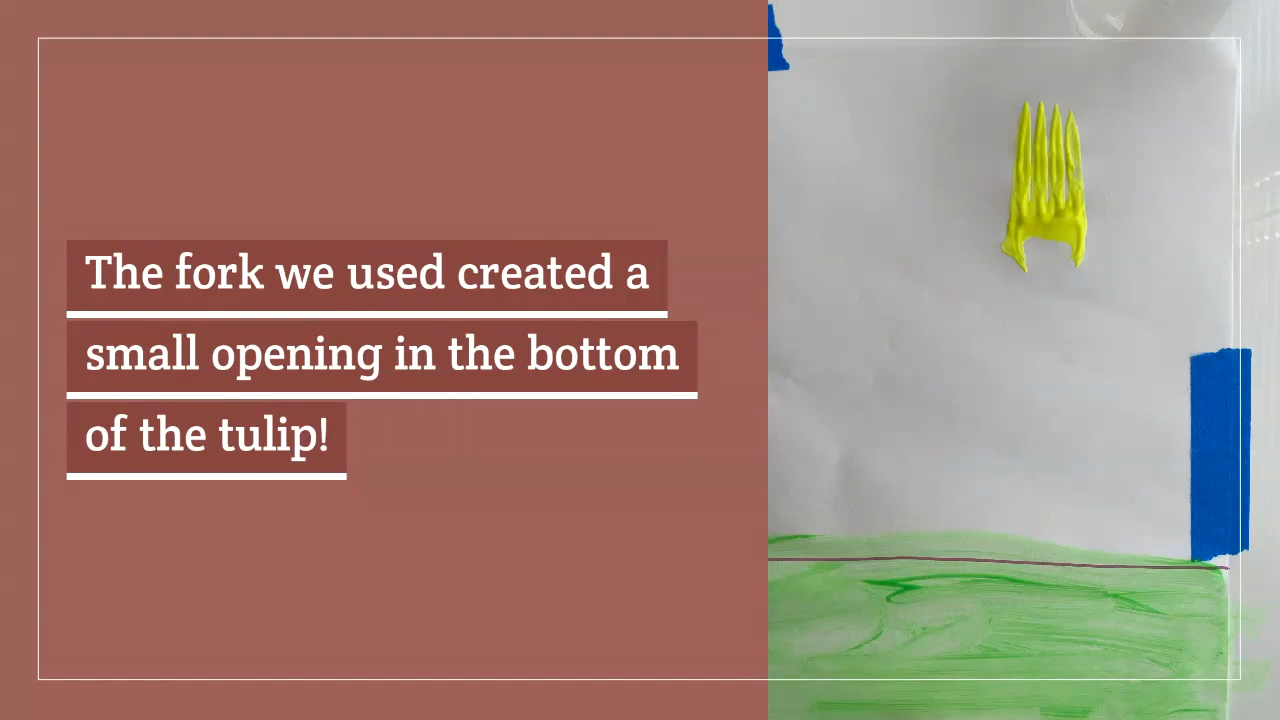 The fork we used created a
small opening in the bottom
of the tulip!